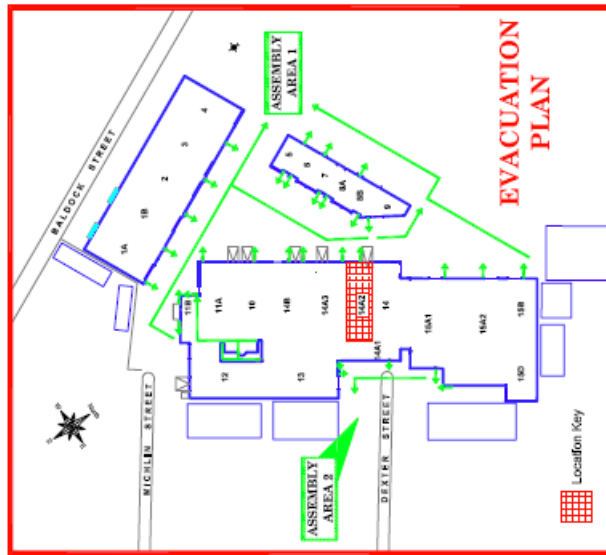 EVACUATION
PLAN
BALDOCK STREET
ASSEMBLY
AREA 1
1A
1B
2
3
4
5
6
7
8A
8B
9
11B
11A
10
14B
14A3
14A2
14
14A1
12
13
15A1
15A2
15B
15D
MICHLIN STREET
DEXTER STREET
ASSEMBLY
AREA 2
Location Key
North